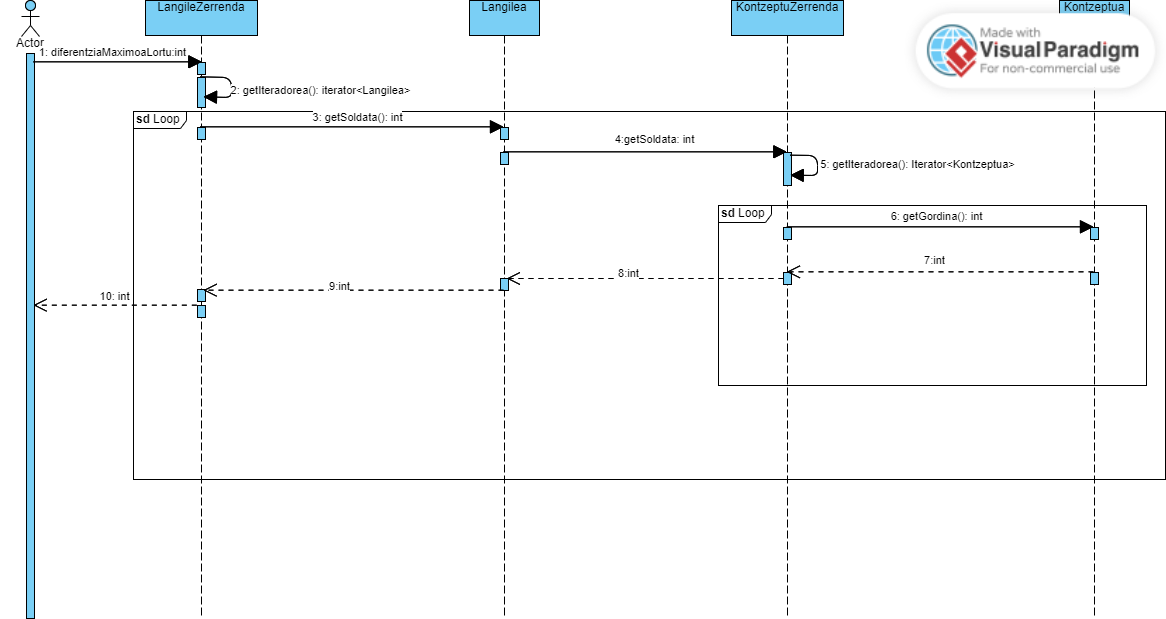 LangileZerrenda
Langilea
KontzeptuZerrenda
Kontzeptua
Made with
VisualParadigm
For non-commercial use
Actor
1: diferentziaMaximoaLortu:int
2: getIteradorea(): iterator<Langilea>
sd Loop
3: getSoldata(): int
4:getSoldata: int
5: getIteradorea(): Iterator<Kontzeptua>
sd Loop
6: getGordina(): int
7:int
8:int
9:int
10: int